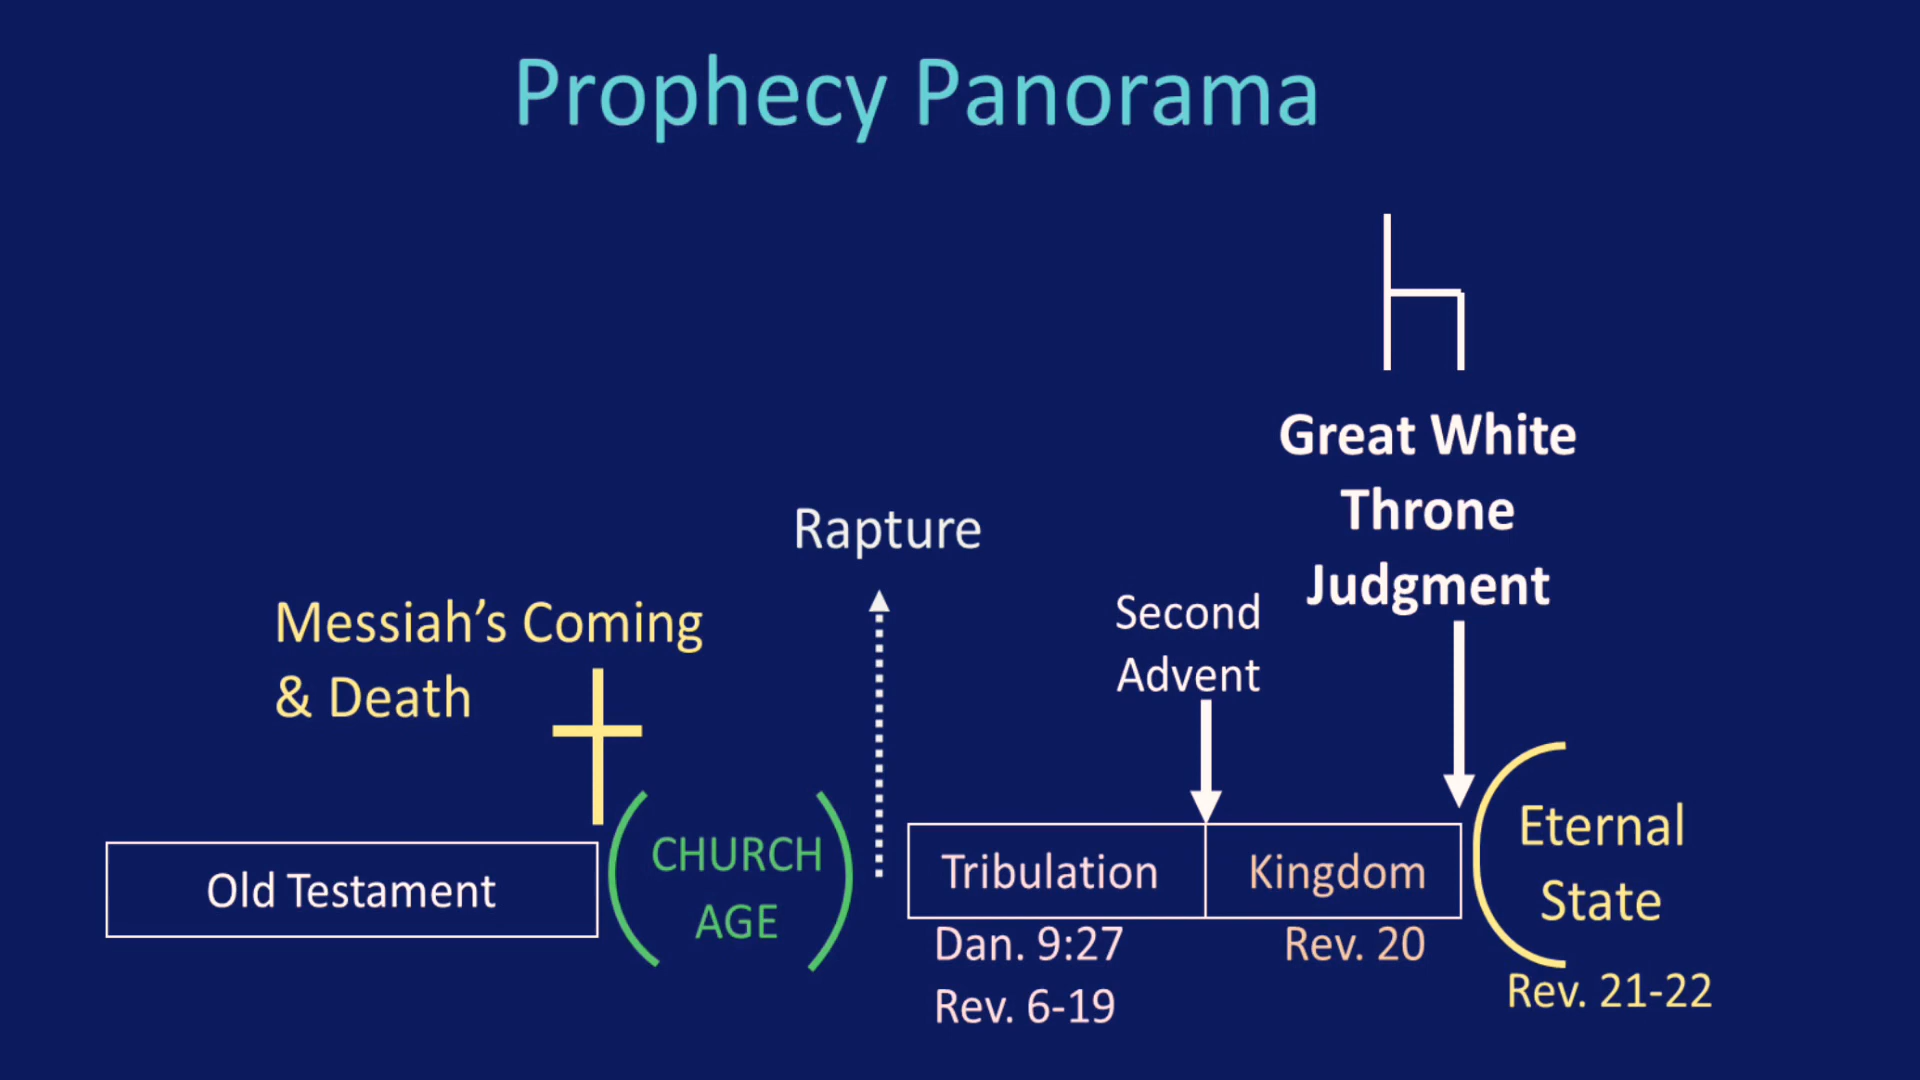 Prophecy Panorama
Great White
Throne
Judgment
Rapture
Second
Advent
Messiah’s Coming
& Death
Old Testament
CHURCH
AGE
Tribulation
Kingdom
Eternal
State
Dan. 9:27
Rev. 6-19
Rev. 20
Rev. 21-22